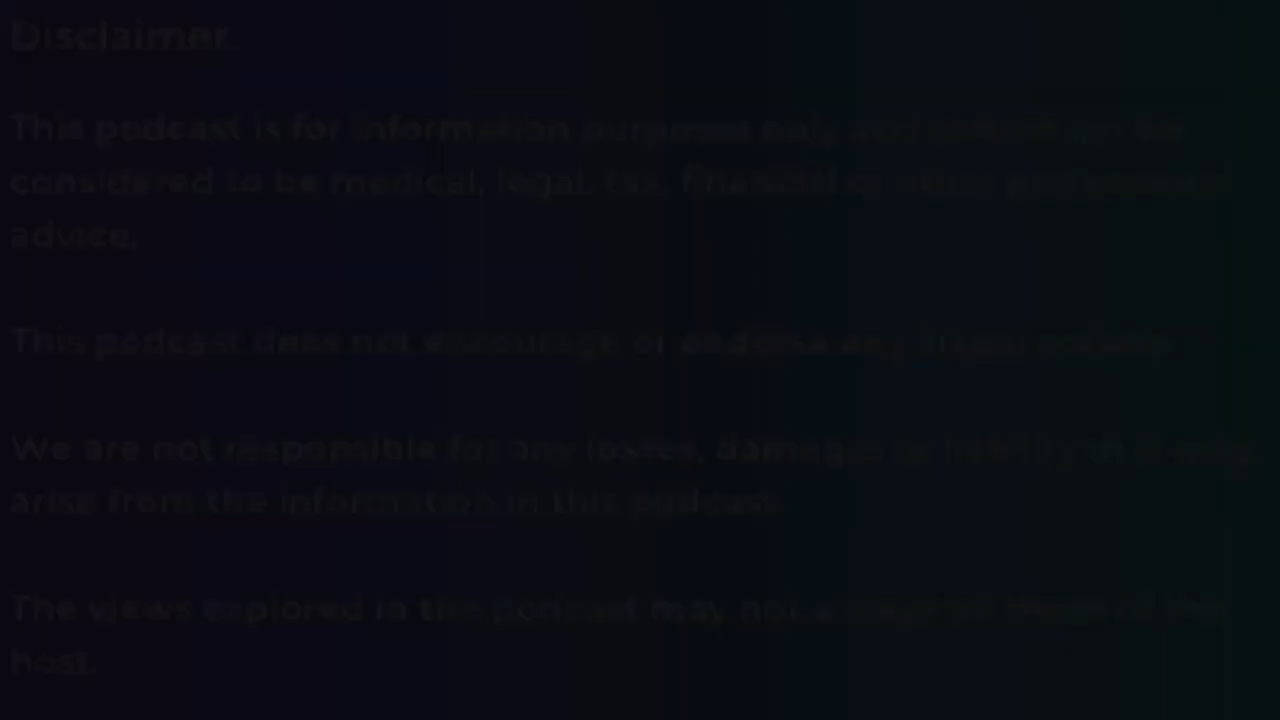 Disclaimer.
This podcast is for information purposes only and should not be
considered to be medical, legal, tax, financial or other professional
advice.
This podcast does not encourage or endorse any illegal
We are not responsible for any losses, damages or liability that may
arise from the information in this podcast.
The views explored in the podcast may not always be those of the
host.